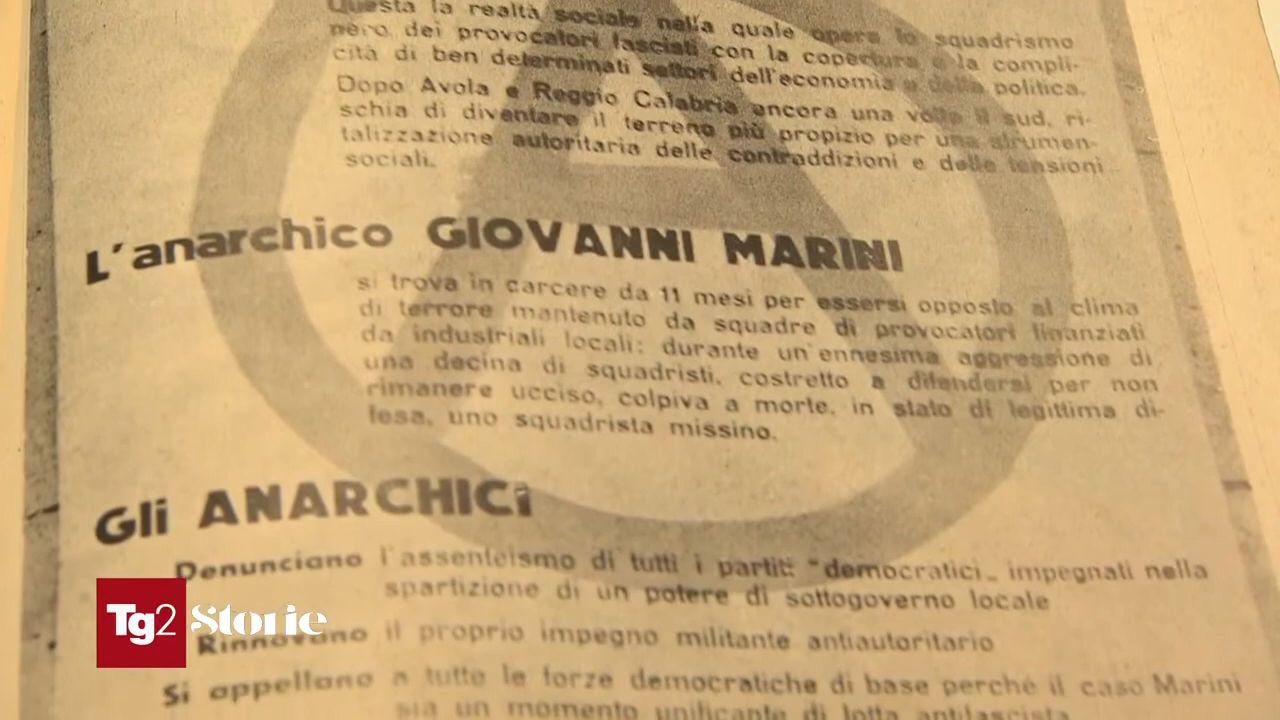 Questa la realtà sociale nella quale opera lo squadrismo
nero dei provocatori fascisti con la copertura e la compli-
cità di ben determinati settori dell'economia e della politica.
Dopo Avola e Reggio Calabria ancora una volta il sud, ri-
schia di diventare il terreno più propizio per una strumen-
talizzazione autoritaria delle contraddizioni e delle tensioni
sociali.
L'anarchico GIOVANNI MARINI
si trova in carcere da 11 mesi per essersi opposto al clima
di terrore mantenuto da squadre di provocatori finanziati
da industriali locali: durante un'ennesima aggressione di
una decina di squadristi, costretto a difendersi per non
rimanere ucciso, colpiva a morte, in stato di legittima di-
fesa, uno squadrista missino.
Gli ANARCHICI
Denunciano l'assenteismo di tutti i partiti "democratici„ impegnati nella
spartizione di un potere di sottogoverno locale
Rinnovano il proprio impegno militante antiautoritario
Si appellano a tutte le forze democratiche di base perchè il caso Marini
sia un momento unificante di lotta antifascista
Tg2 Storie